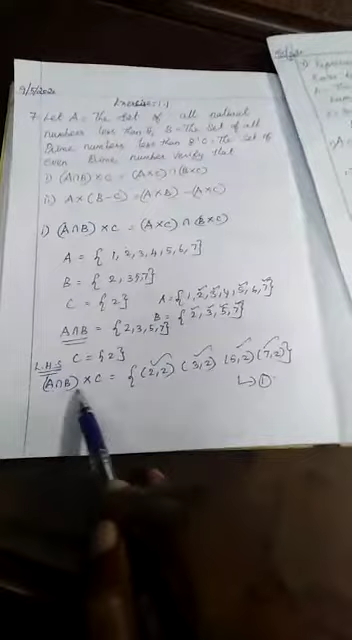 9/5/202
Exercise: 1.1
7. Let A = The Set of all natural
numbers less than 8, B = The Set of all
Prime numbers less than 8, C = The Set of
even Prime number Verify that
i) (A∩B) × C = (A×C) ∩ (B×C)
ii) A × (B-C) = (A×B) - (A×C)
i) (A∩B) × C = (A×C) ∩ (B×C)
A = {1, 2, 3, 4, 5, 6, 7}
B = {2, 3, 5, 7}
C = {2}
A = {1, 2, 3, 4, 5, 6, 7}
B = {2, 3, 5, 7}
A∩B = {2, 3, 5, 7}
C = {2}
L.H.S
(A∩B) × C = {(2,2) (3,2) (5,2) (7,2)}
↳ ①